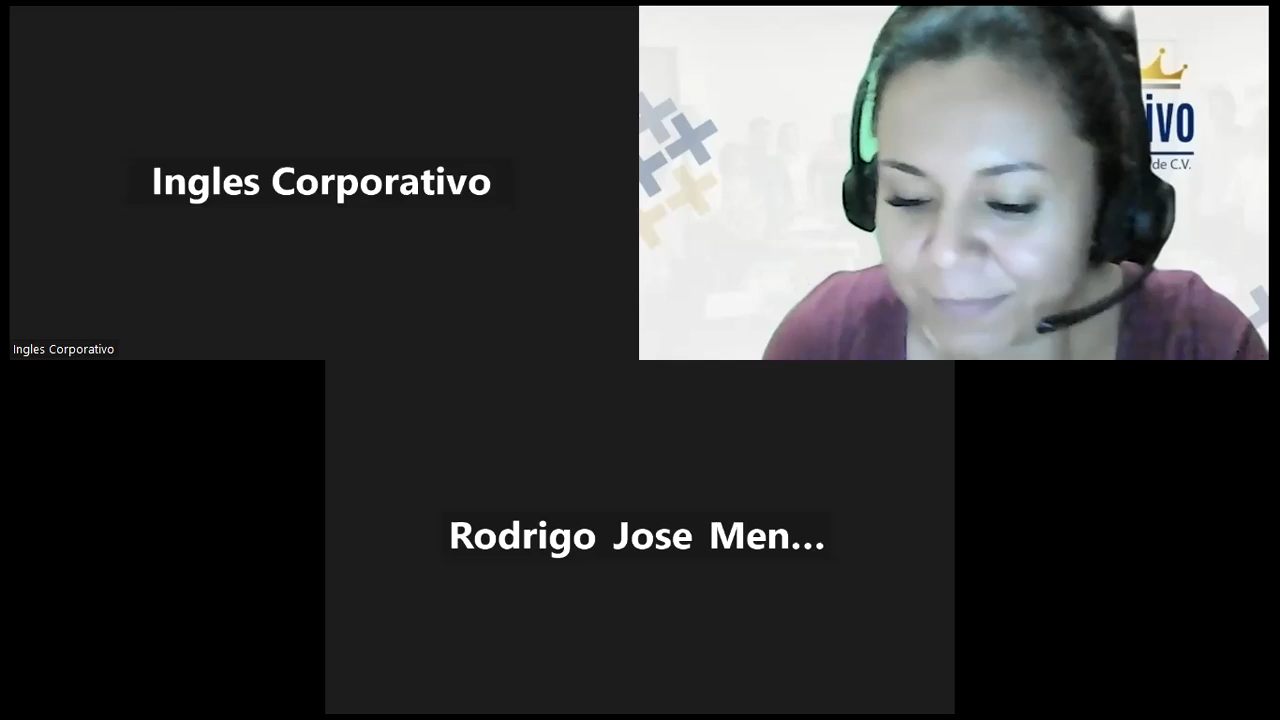 Ingles Corporativo
ivo
de C.V.
Ingles Corporativo
Rodrigo Jose Men...